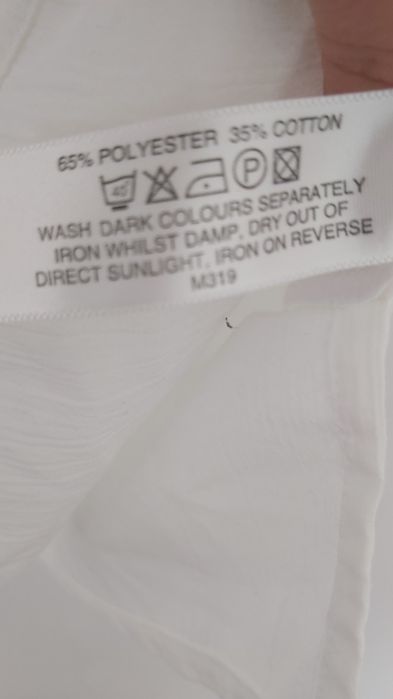 65% POLYESTER 35% COTTON
40° P
WASH DARK COLOURS SEPARATELY
IRON WHILST DAMP, DRY OUT OF
DIRECT SUNLIGHT, IRON ON REVERSE
M319